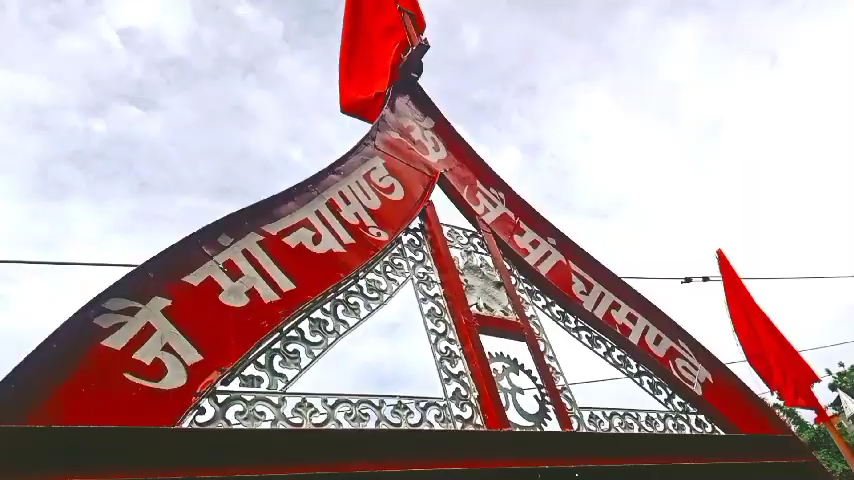 ॐ
जै मां चामुण्ड
जै मां चामण्डे
ॐ